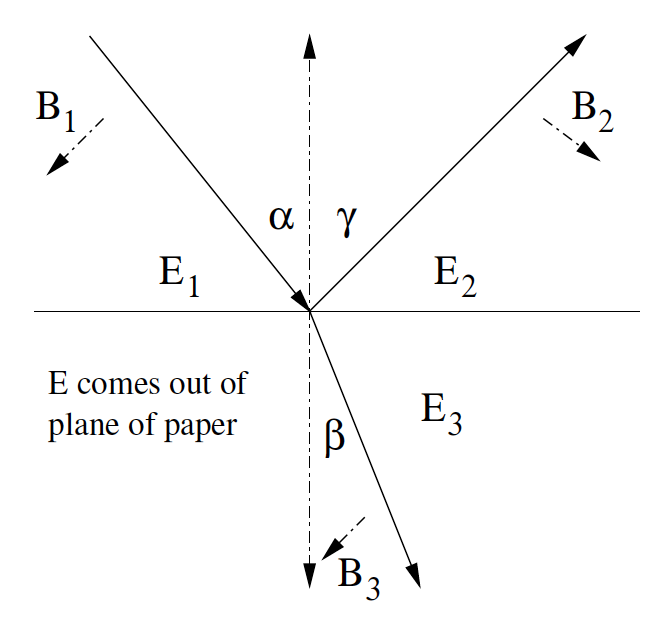 B₁
B₂
α γ
E₁ E₂
E comes out of
plane of paper
E₃
β
B₃